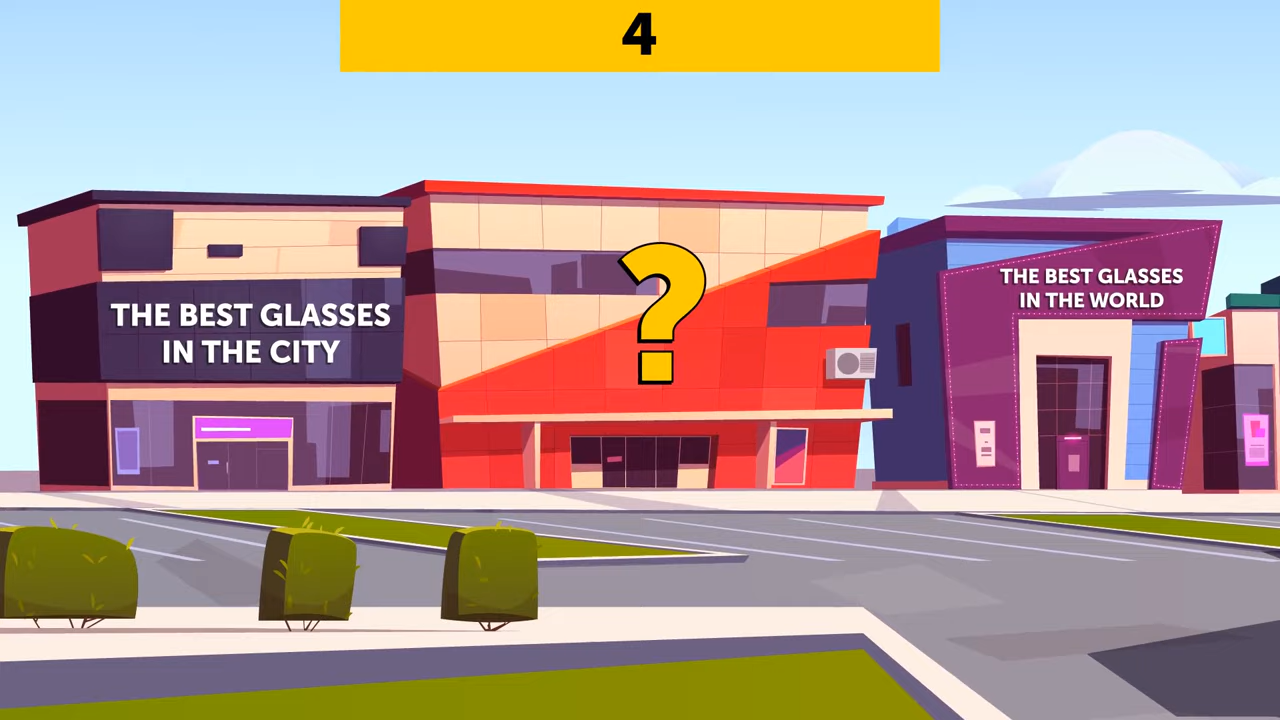 4
THE BEST GLASSES
IN THE CITY
?
THE BEST GLASSES
IN THE WORLD